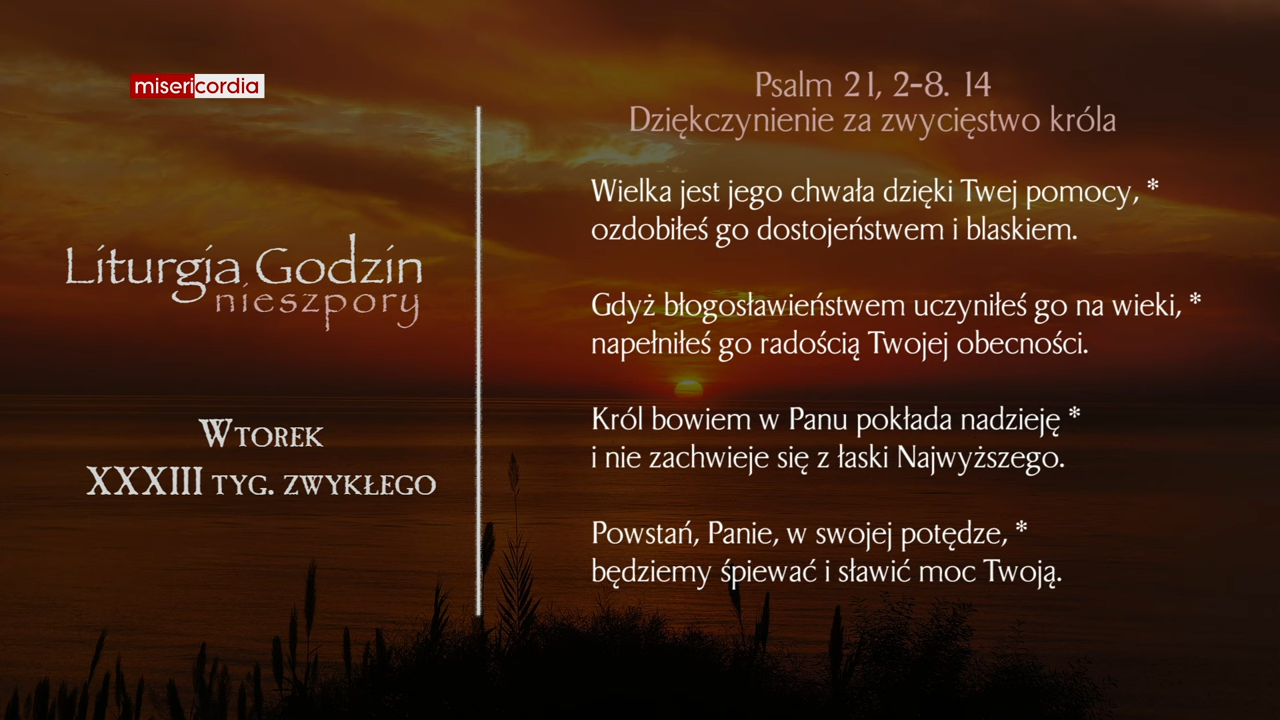 misericordia
Liturgia Godzin
nieszpory
Wtorek
XXXIII tyg. zwykłego
Psalm 21, 2-8. 14
Dziękczynienie za zwycięstwo króla
Wielka jest jego chwała dzięki Twej pomocy, *
ozdobiłeś go dostojeństwem i blaskiem.
Gdyż błogosławieństwem uczyniłeś go na wieki, *
napełniłeś go radością Twojej obecności.
Król bowiem w Panu pokłada nadzieję *
i nie zachwieje się z łaski Najwyższego.
Powstań, Panie, w swojej potędze, *
będziemy śpiewać i sławić moc Twoją.